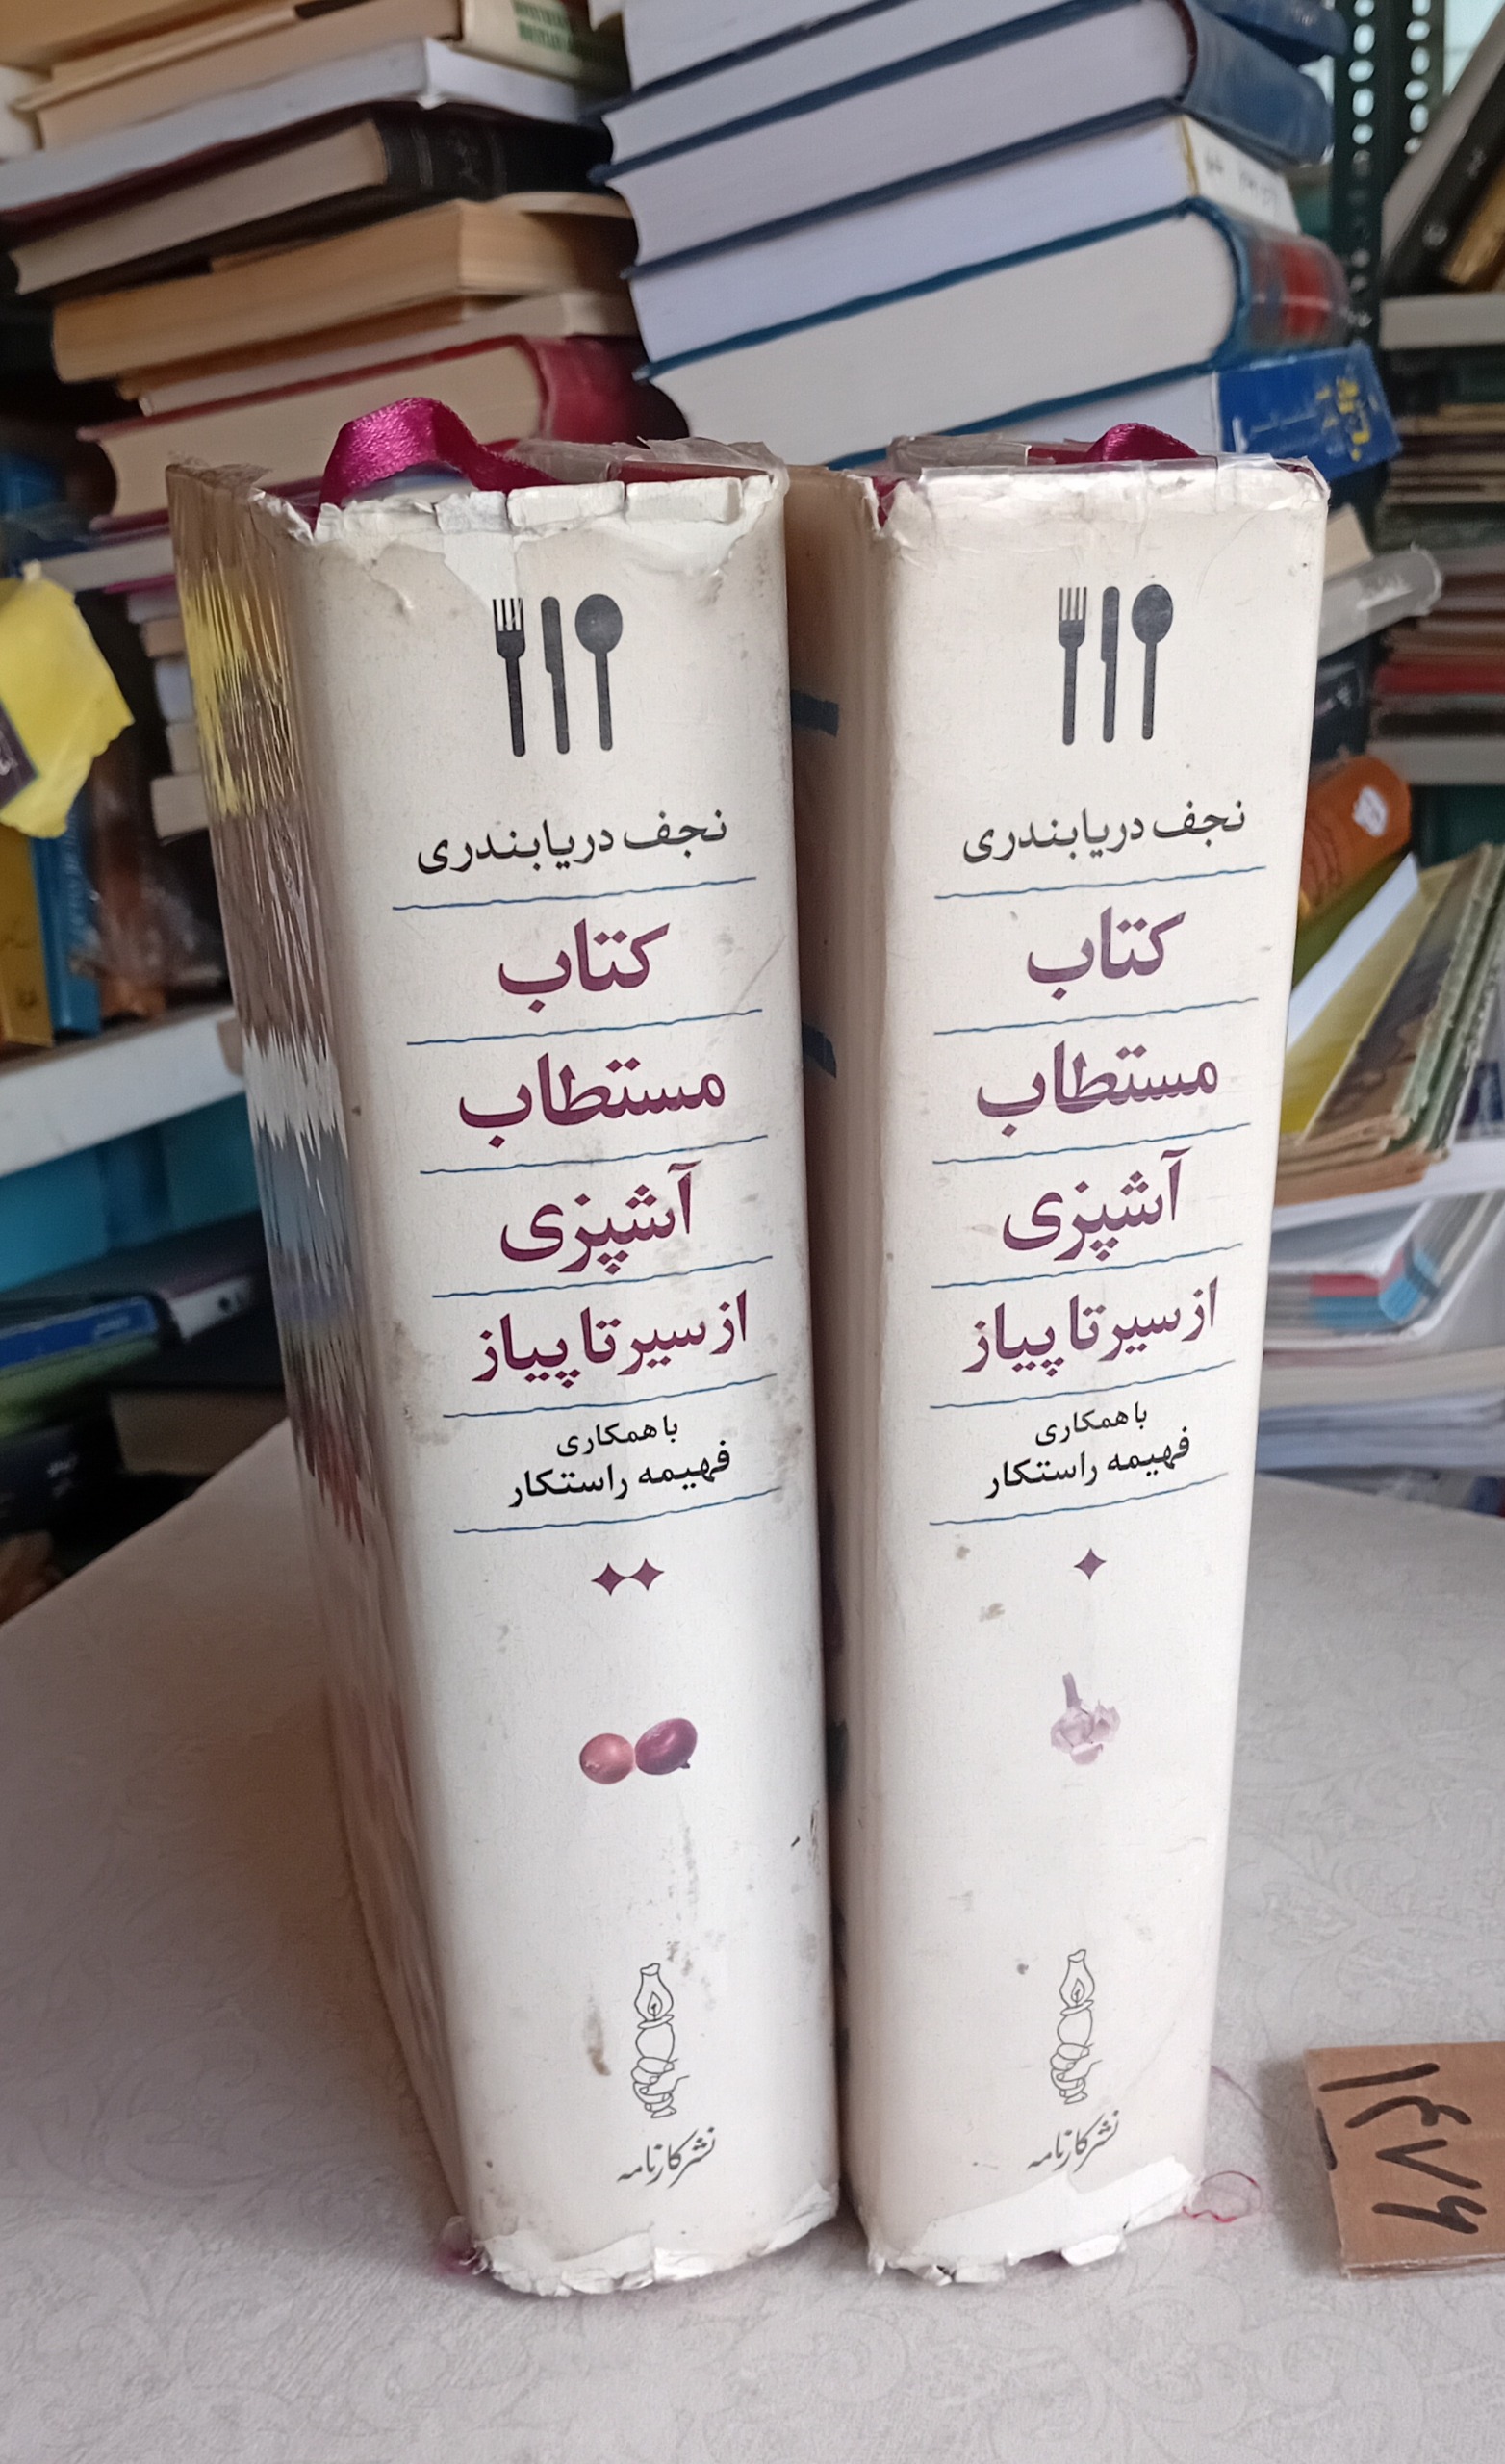 نجف دریابندری
کتاب
مستطاب
آشپزی
از سیر تا پیاز
با همکاری
فهیمه راستکار
نشر کارنامه
نجف دریابندری
کتاب
مستطاب
آشپزی
از سیر تا پیاز
با همکاری
فهیمه راستکار
نشر کارنامه
۱۴۷۹